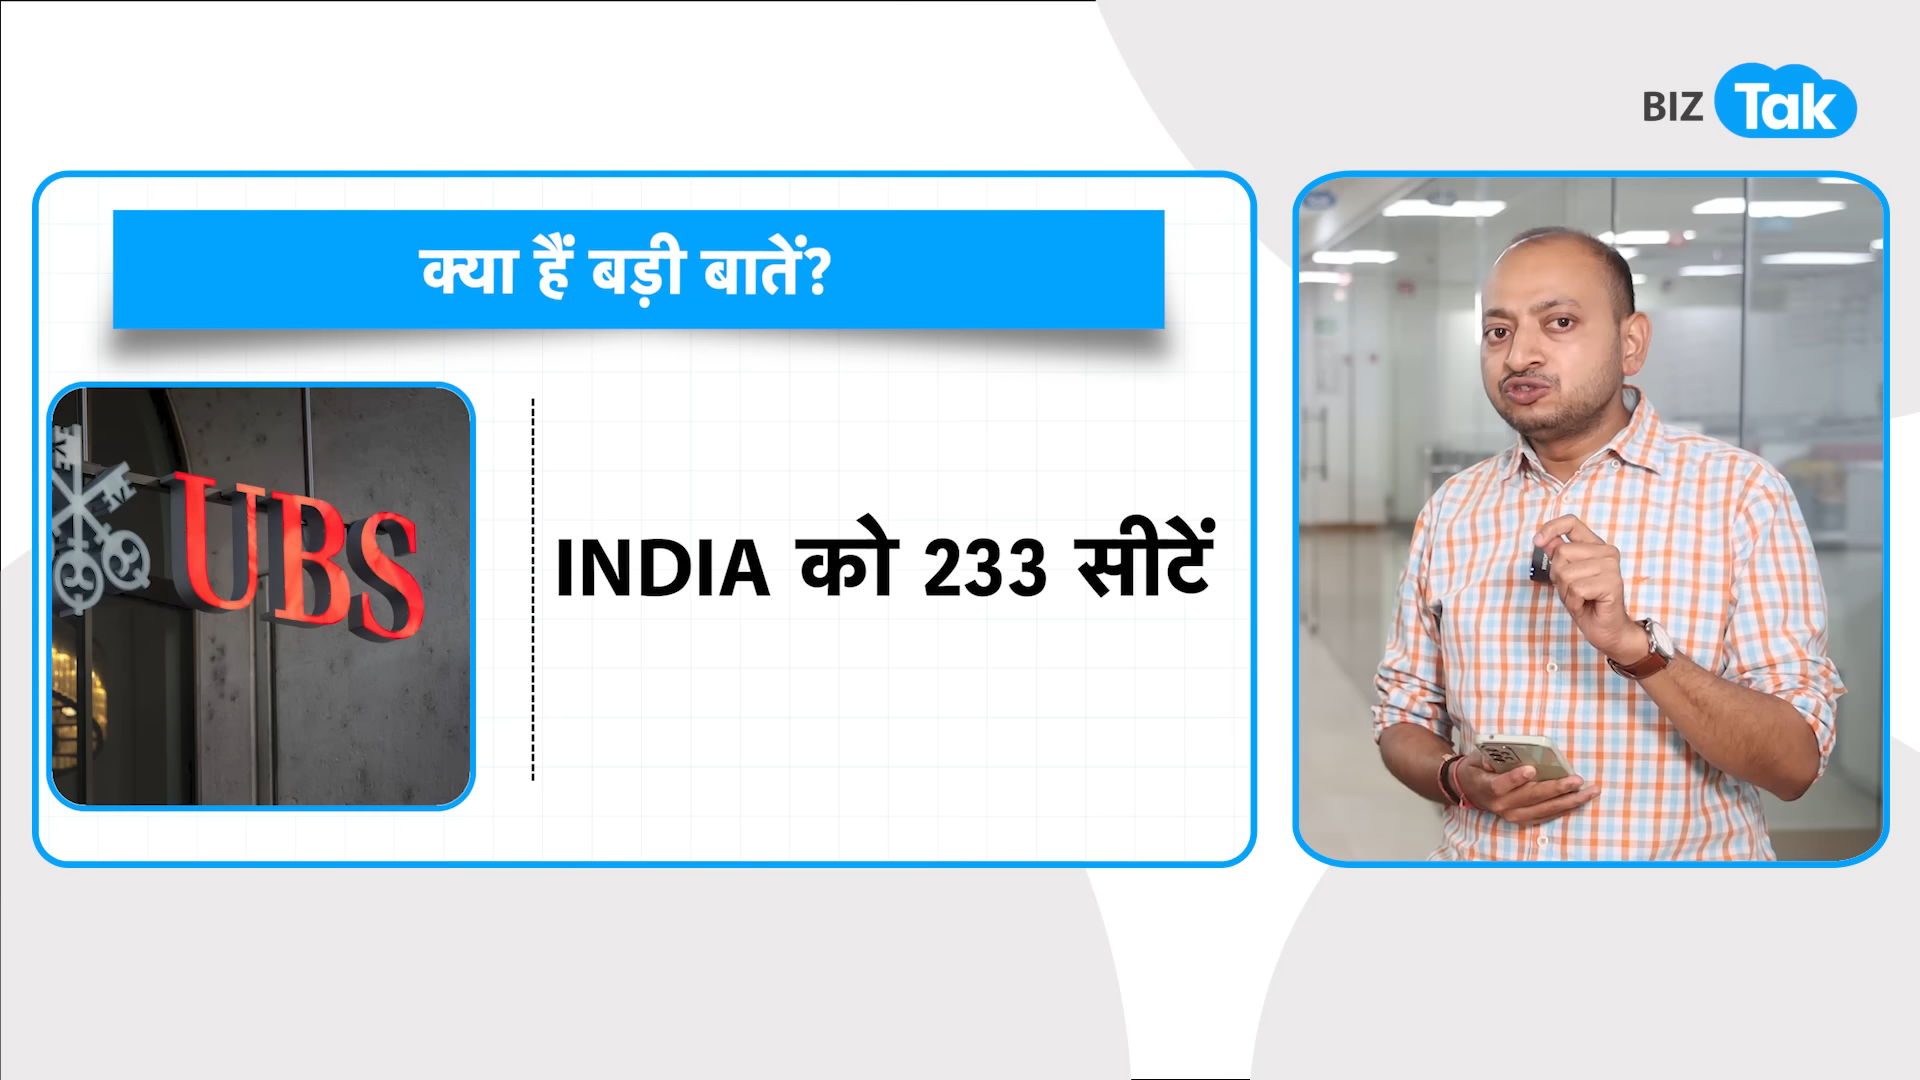 BIZ Tak
क्या हैं बड़ी बातें?
UBS
INDIA को 233 सीटें